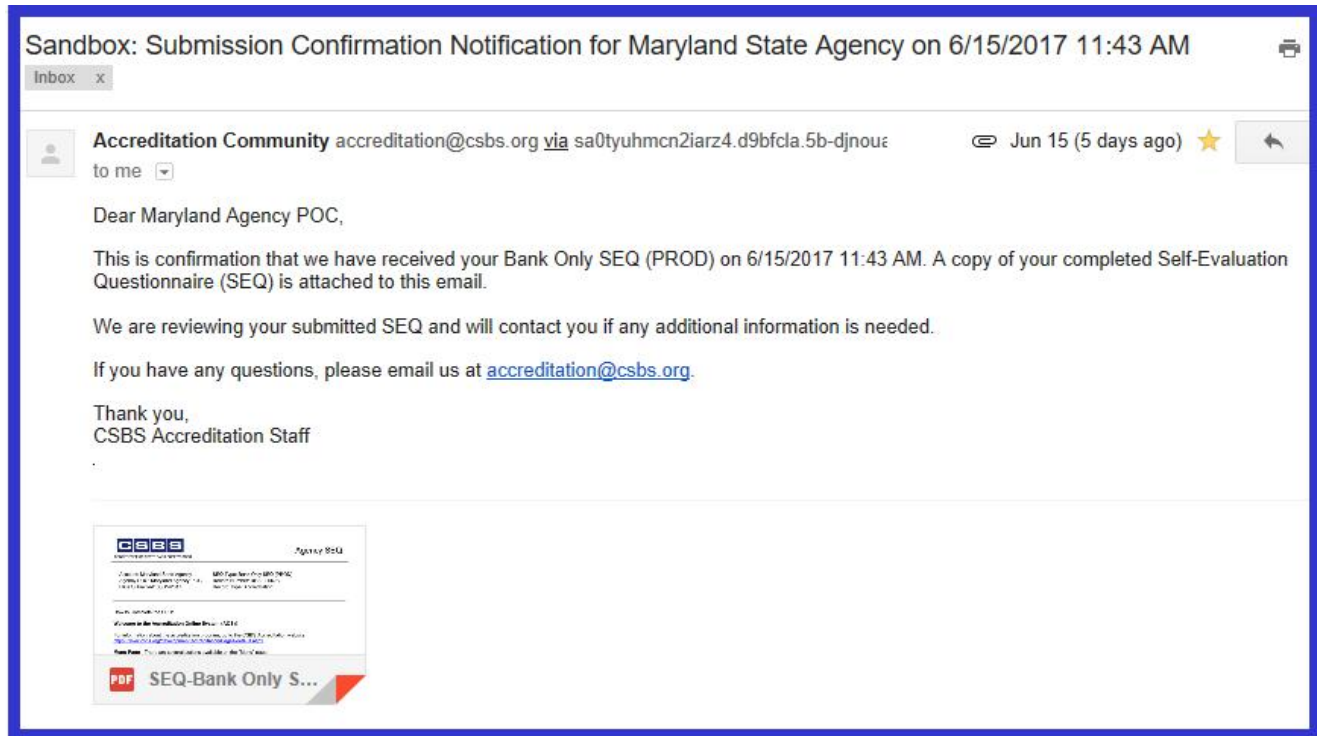 Sandbox: Submission Confirmation Notification for Maryland State Agency on 6/15/2017 11:43 AM
Inbox x
Accreditation Community accreditation@csbs.org via sa0tyuhmcn2iarz4.d9bfcla.5b-djnoua Jun 15 (5 days ago)
to me
Dear Maryland Agency POC,
This is confirmation that we have received your Bank Only SEQ (PROD) on 6/15/2017 11:43 AM. A copy of your completed Self-Evaluation
Questionnaire (SEQ) is attached to this email.
We are reviewing your submitted SEQ and will contact you if any additional information is needed.
If you have any questions, please email us at accreditation@csbs.org.
Thank you,
CSBS Accreditation Staff
.
CSBS Agency SEQ
PDF SEQ-Bank Only S...